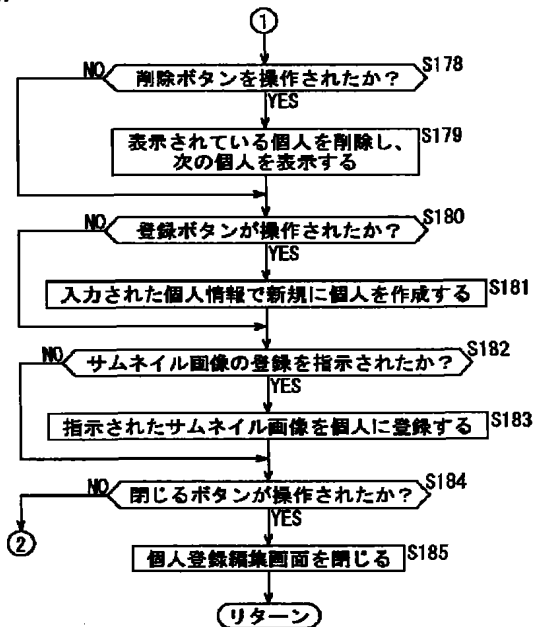 ①
削除ボタンを操作されたか？
S178
NO
YES
表示されている個人を削除し、
次の個人を表示する
S179
登録ボタンが操作されたか？
S180
NO
YES
入力された個人情報で新規に個人を作成する
S181
サムネイル画像の登録を指示されたか？
S182
NO
YES
指示されたサムネイル画像を個人に登録する
S183
閉じるボタンが操作されたか？
S184
NO
YES
②
個人登録編集画面を閉じる
S185
リターン